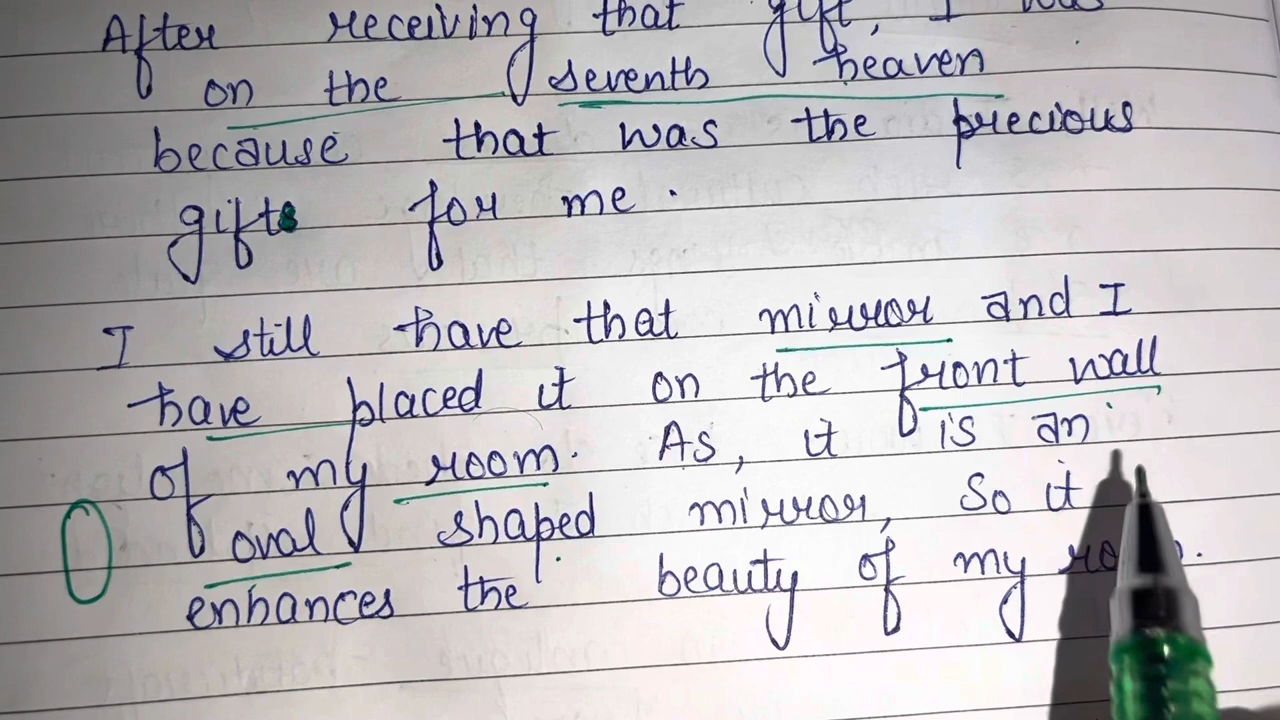 After receiving that gift, I was
on the seventh heaven
because that was the precious
gifts for me.
I still have that mirror and I
have placed it on the front wall
of my room. As, it is an
oval shaped mirror, so it
enhances the beauty of my room.